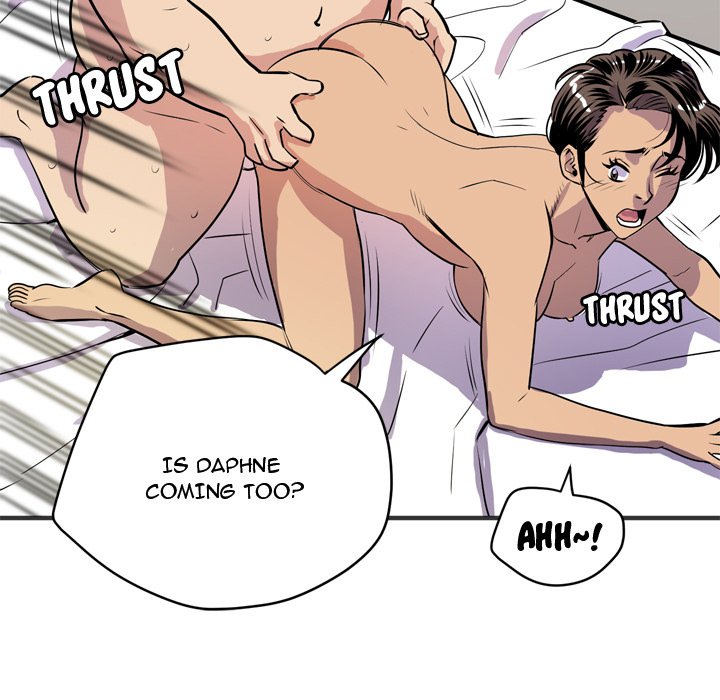 THRUST
THRUST
IS DAPHNE
COMING TOO?
AHH~!